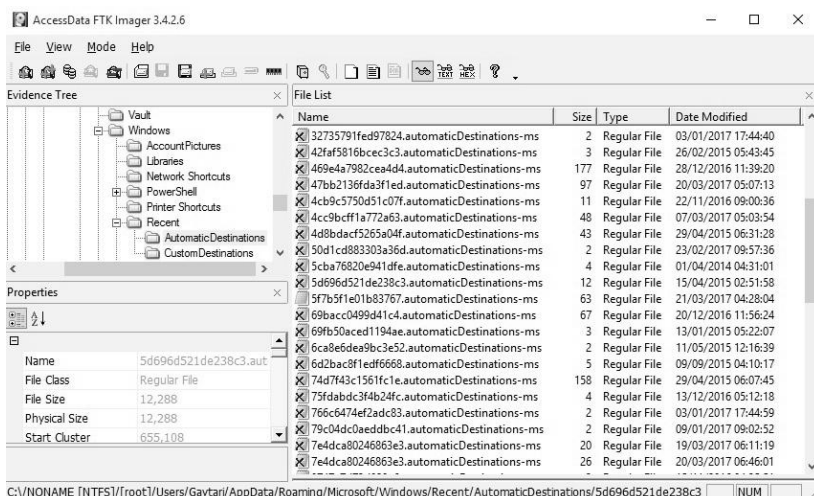 AccessData FTK Imager 3.4.2.6
File View Mode Help
Evidence Tree
Vault
Windows
AccountPictures
Libraries
Network Shortcuts
PowerShell
Printer Shortcuts
Recent
AutomaticDestinations
CustomDestinations
Properties
Name 5d696d521de238c3.aut
File Class Regular File
File Size 12,288
Physical Size 12,288
Start Cluster 655,108
File List
Name Size Type Date Modified
32735791fed97824.automaticDestinations-ms 2 Regular File 03/01/2017 17:44:40
42faf5816bcec3c3.automaticDestinations-ms 3 Regular File 26/02/2015 05:43:45
469e4a7982cea4d4.automaticDestinations-ms 177 Regular File 28/12/2016 11:39:20
47bb2136fda3f1ed.automaticDestinations-ms 97 Regular File 20/03/2017 05:07:13
4cb9c5750d51c07f.automaticDestinations-ms 11 Regular File 22/11/2016 09:00:36
4cc9bcff1a772a63.automaticDestinations-ms 48 Regular File 07/03/2017 05:03:54
4d8bdacf5265a04f.automaticDestinations-ms 43 Regular File 29/04/2015 06:31:28
50d1cd883303a36d.automaticDestinations-ms 2 Regular File 23/02/2017 09:57:36
5cba76820e941dfe.automaticDestinations-ms 4 Regular File 01/04/2014 04:31:01
5d696d521de238c3.automaticDestinations-ms 12 Regular File 15/04/2015 02:51:58
5f7b5f1e01b83767.automaticDestinations-ms 63 Regular File 21/03/2017 04:28:04
69bacc0499d41c4.automaticDestinations-ms 67 Regular File 20/12/2016 11:56:24
69fb50aced1194ae.automaticDestinations-ms 3 Regular File 13/01/2015 05:22:07
6ca8e6dea9bc3e52.automaticDestinations-ms 2 Regular File 11/05/2015 12:16:39
6d2bac8f1edf6668.automaticDestinations-ms 5 Regular File 09/09/2015 04:10:17
74d7f43c1561fc1e.automaticDestinations-ms 158 Regular File 29/04/2015 06:07:45
75fdabdc3f4b24fc.automaticDestinations-ms 4 Regular File 13/12/2016 05:12:18
766c6474ef2adc83.automaticDestinations-ms 2 Regular File 03/01/2017 17:44:59
79c04dc0aeddbc41.automaticDestinations-ms 2 Regular File 09/01/2017 09:02:52
7e4dca80246863e3.automaticDestinations-ms 20 Regular File 19/03/2017 06:11:19
7e4dca80246863e3.automaticDestinations-ms 26 Regular File 20/03/2017 06:46:01
C:\/NONAME [NTFS]/[root]/Users/Gaytari/AppData/Roaming/Microsoft/Windows/Recent/AutomaticDestinations/5d696d521de238c3 NUM